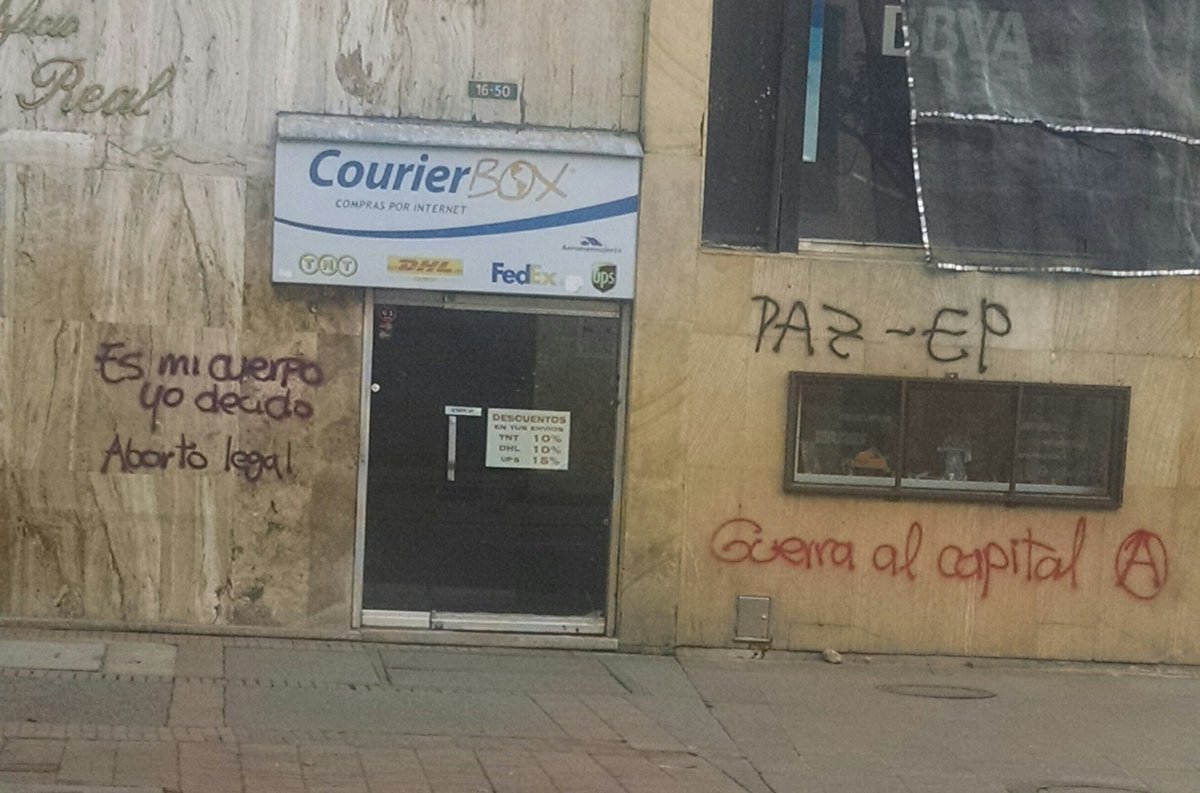 Real
16-50
BBVA
CourierBOX
COMPRAS POR INTERNET
Aeromensajería
TNT
DHL
FedEx
ups
Es mi cuerpo
yo decido
Aborto legal
DESCUENTOS
EN TUS ENVIOS
TNT 10%
DHL 10%
UPS 15%
PAZ-EP
Guerra al capital A